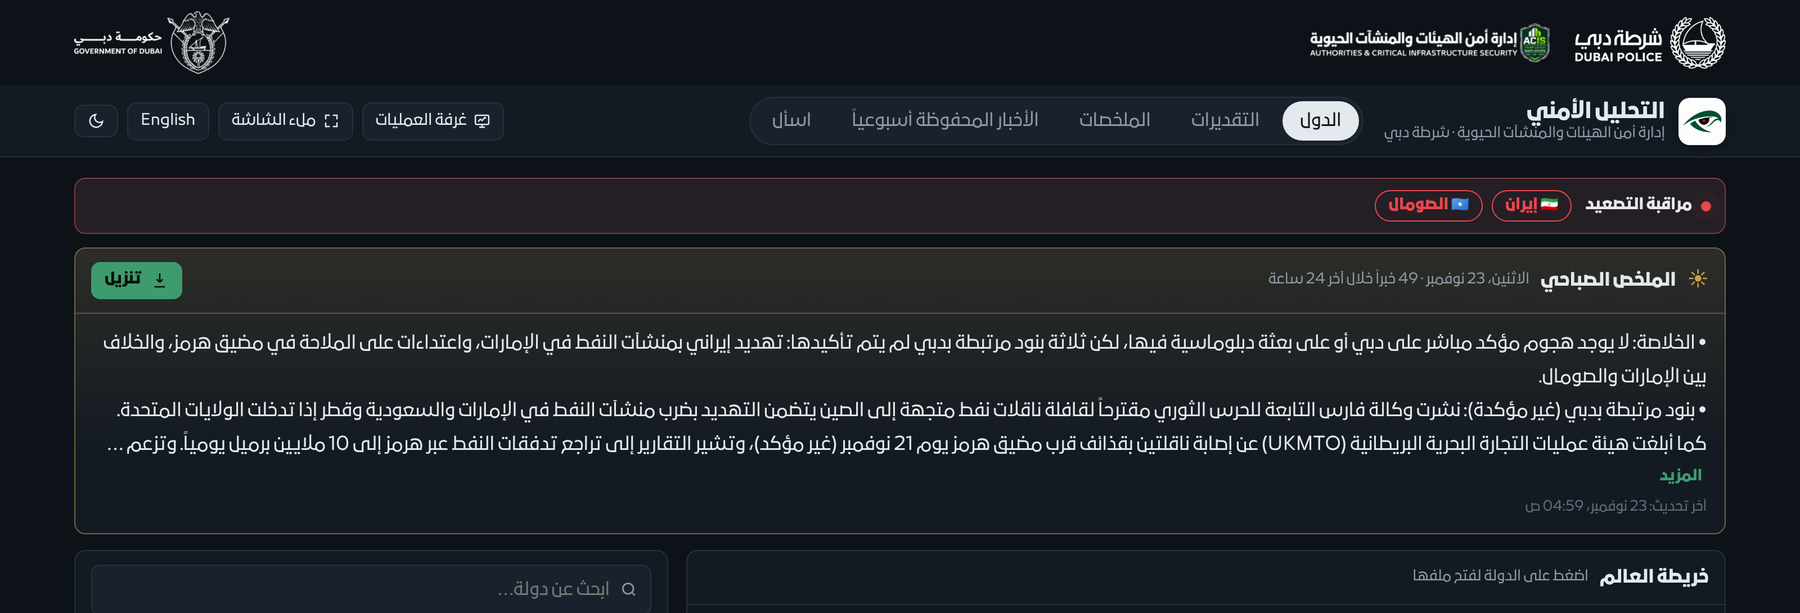 شرطة دبي
DUBAI POLICE
إدارة أمن الهيئات والمنشآت الحيوية
AUTHORITIES & CRITICAL INFRASTRUCTURE SECURITY
ACIS
حكومة دبي
GOVERNMENT OF DUBAI
التحليل الأمني
إدارة أمن الهيئات والمنشآت الحيوية · شرطة دبي
الدول
التقديرات
الملخصات
الأخبار المحفوظة أسبوعياً
اسأل
غرفة العمليات
ملء الشاشة
English
مراقبة التصعيد
إيران
الصومال
الملخص الصباحي
الاثنين، 23 نوفمبر · 49 خبراً خلال آخر 24 ساعة
تنزيل
• الخلاصة: لا يوجد هجوم مؤكد مباشر على دبي أو على بعثة دبلوماسية فيها، لكن ثلاثة بنود مرتبطة بدبي لم يتم تأكيدها: تهديد إيراني بمنشآت النفط في الإمارات، واعتداءات على الملاحة في مضيق هرمز، والخلاف
بين الإمارات والصومال.
• بنود مرتبطة بدبي (غير مؤكدة): نشرت وكالة فارس التابعة للحرس الثوري مقترحاً لقافلة ناقلات نفط متجهة إلى الصين يتضمن التهديد بضرب منشآت النفط في الإمارات والسعودية وقطر إذا تدخلت الولايات المتحدة.
كما أبلغت هيئة عمليات التجارة البحرية البريطانية (UKMTO) عن إصابة ناقلتين بقذائف قرب مضيق هرمز يوم 21 نوفمبر (غير مؤكد)، وتشير التقارير إلى تراجع تدفقات النفط عبر هرمز إلى 10 ملايين برميل يومياً. وتزعم ...
المزيد
آخر تحديث: 23 نوفمبر، 04:59 ص
خريطة العالم
اضغط على الدولة لفتح ملفها
ابحث عن دولة...